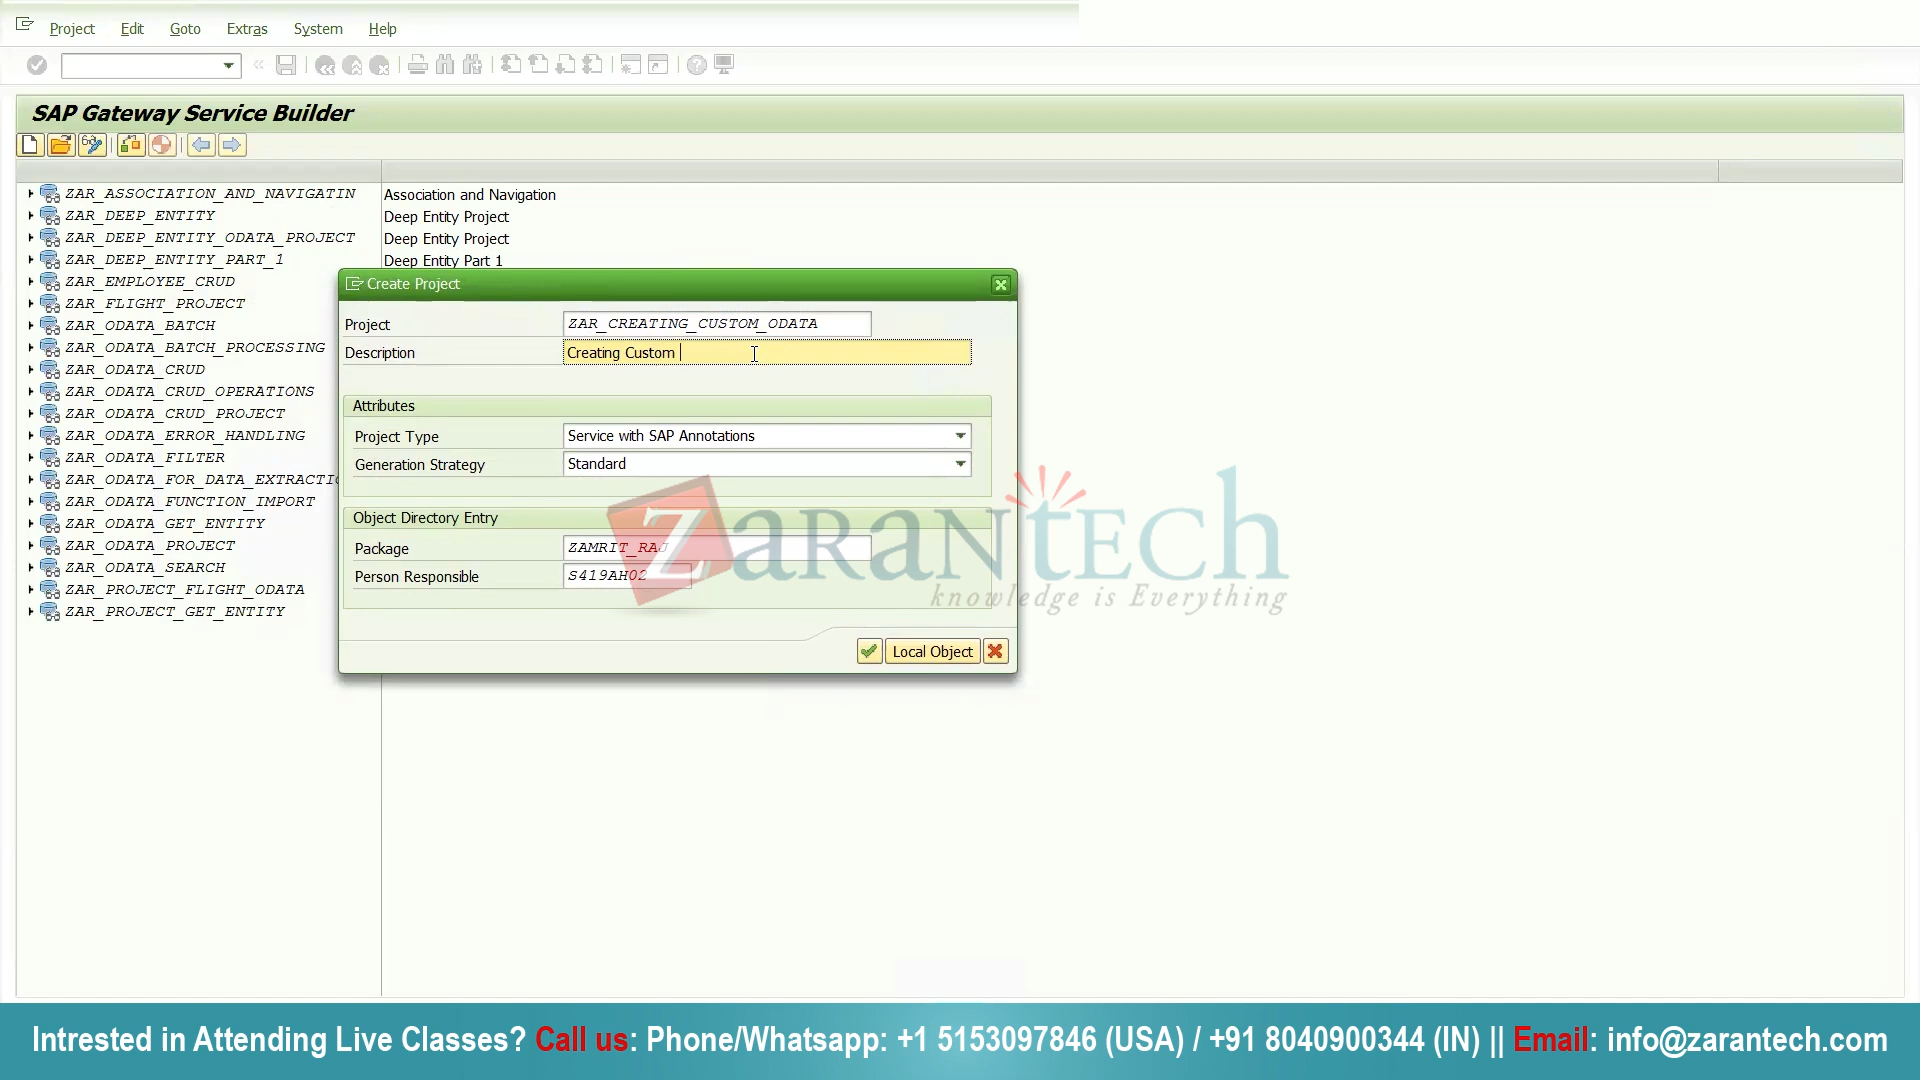 Project Edit Goto Extras System Help
SAP Gateway Service Builder
ZAR_ASSOCIATION_AND_NAVIGATIN Association and Navigation
ZAR_DEEP_ENTITY Deep Entity Project
ZAR_DEEP_ENTITY_ODATA_PROJECT Deep Entity Project
ZAR_DEEP_ENTITY_PART_1 Deep Entity Part 1
ZAR_EMPLOYEE_CRUD
ZAR_FLIGHT_PROJECT
ZAR_ODATA_BATCH
ZAR_ODATA_BATCH_PROCESSING
ZAR_ODATA_CRUD
ZAR_ODATA_CRUD_OPERATIONS
ZAR_ODATA_CRUD_PROJECT
ZAR_ODATA_ERROR_HANDLING
ZAR_ODATA_FILTER
ZAR_ODATA_FOR_DATA_EXTRACTIO
ZAR_ODATA_FUNCTION_IMPORT
ZAR_ODATA_GET_ENTITY
ZAR_ODATA_PROJECT
ZAR_ODATA_SEARCH
ZAR_PROJECT_FLIGHT_ODATA
ZAR_PROJECT_GET_ENTITY
Create Project
Project ZAR_CREATING_CUSTOM_ODATA
Description Creating Custom
Attributes
Project Type Service with SAP Annotations
Generation Strategy Standard
Object Directory Entry
Package ZAMRIT_RAJ
Person Responsible S419AH02
Local Object
ZaranTech
knowledge is Everything
Intrested in Attending Live Classes? Call us: Phone/Whatsapp: +1 5153097846 (USA) / +91 8040900344 (IN) || Email: info@zarantech.com